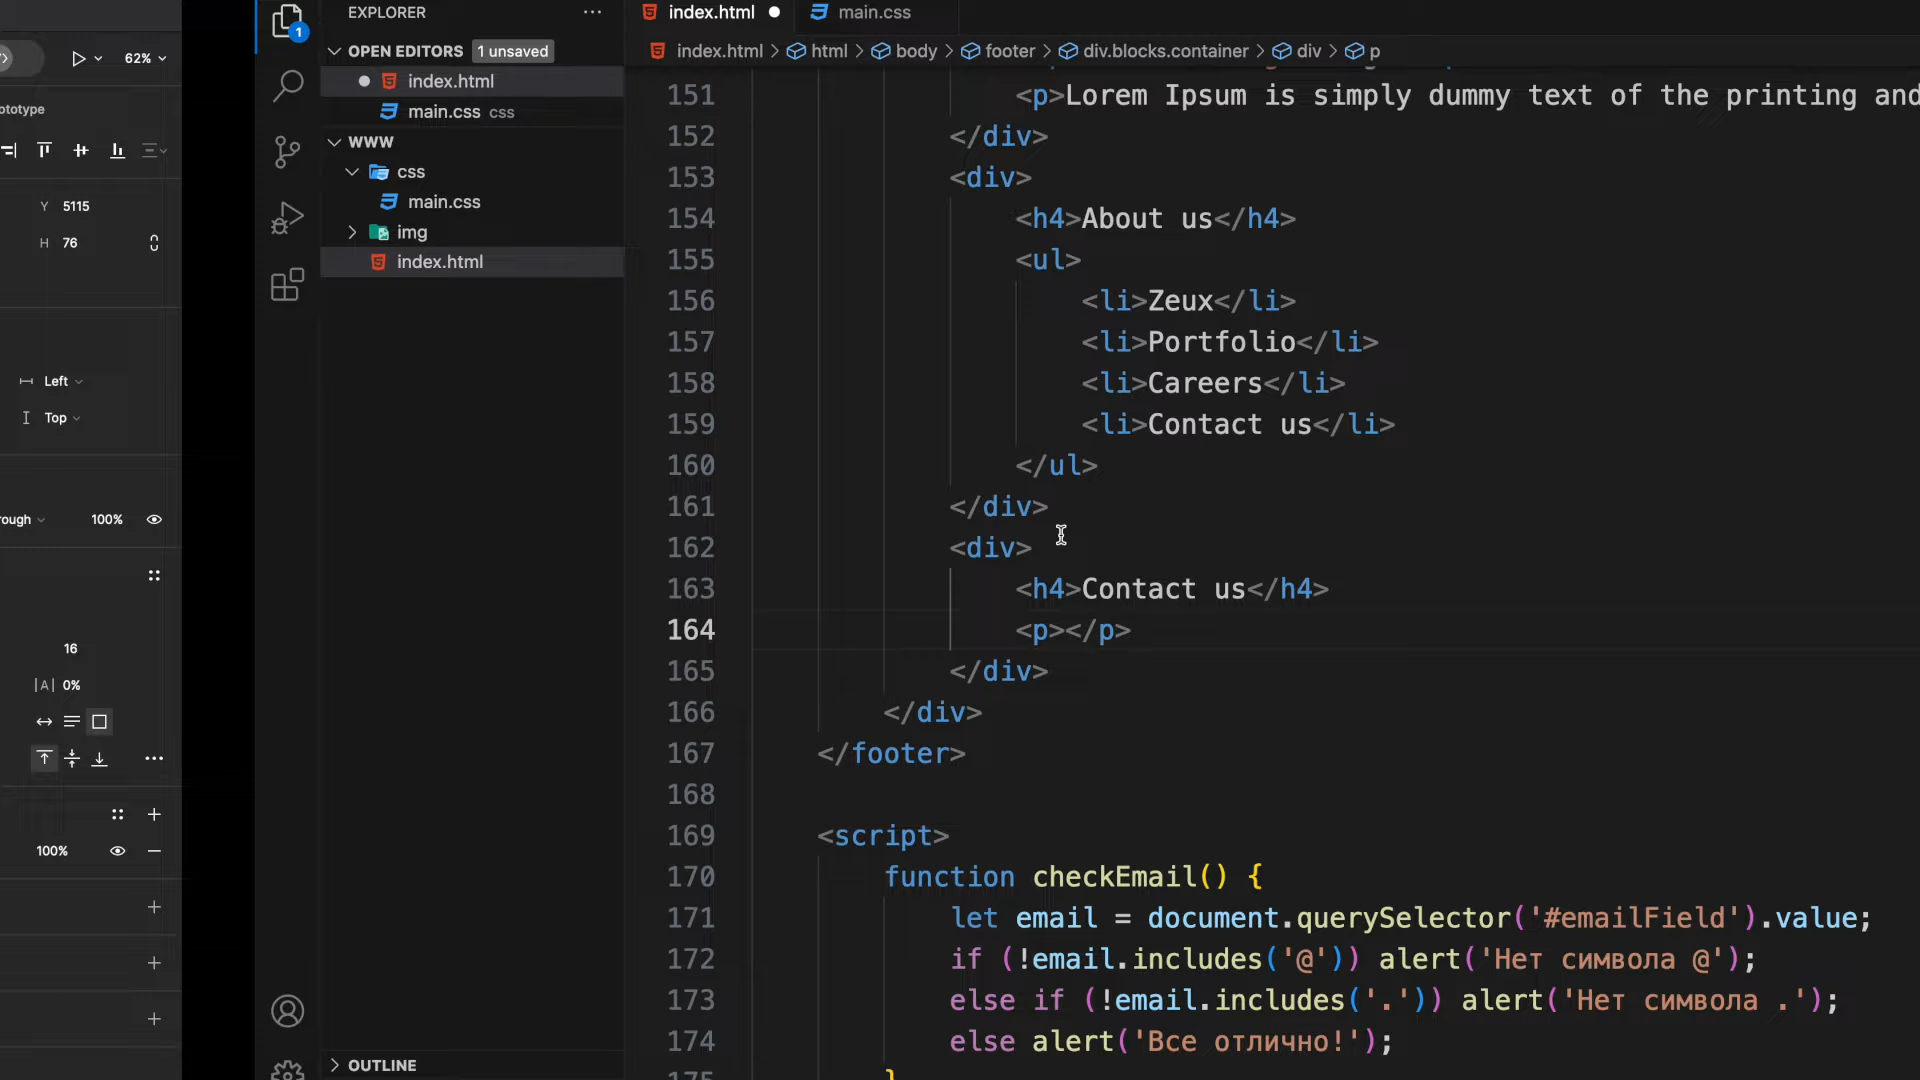 62%
ototype
Y 5115
H 76
Left
Top
rough 100%
16
|A| 0%
100%
1
EXPLORER
OPEN EDITORS 1 unsaved
index.html
main.css css
WWW
css
main.css
img
index.html
OUTLINE
index.html main.css
index.html > html > body > footer > div.blocks.container > div > p
151 <p>Lorem Ipsum is simply dummy text of the printing and
152 </div>
153 <div>
154 <h4>About us</h4>
155 <ul>
156 <li>Zeux</li>
157 <li>Portfolio</li>
158 <li>Careers</li>
159 <li>Contact us</li>
160 </ul>
161 </div>
162 <div>
163 <h4>Contact us</h4>
164 <p></p>
165 </div>
166 </div>
167 </footer>
168
169 <script>
170 function checkEmail() {
171 let email = document.querySelector('#emailField').value;
172 if (!email.includes('@')) alert('Нет символа @');
173 else if (!email.includes('.')) alert('Нет символа .');
174 else alert('Все отлично!');
175 }